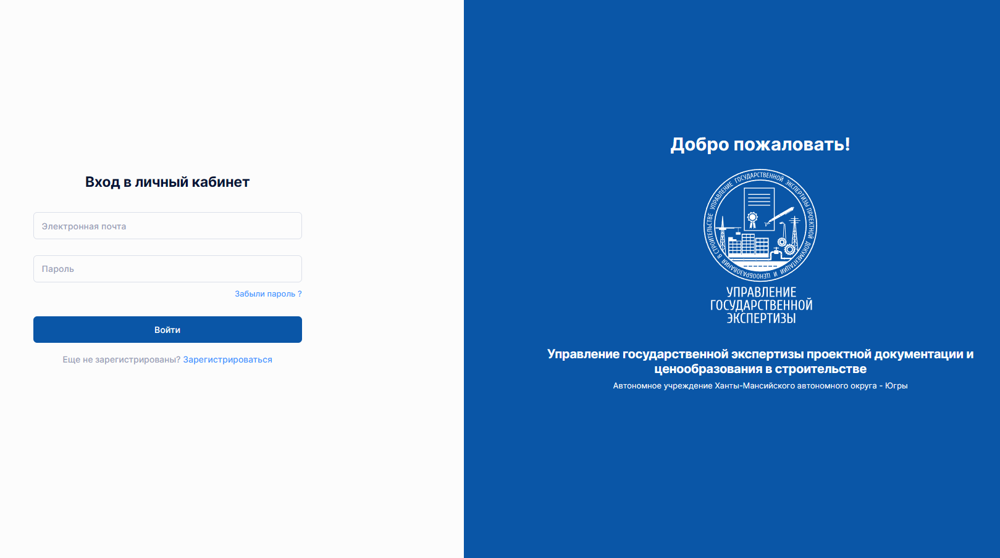 Вход в личный кабинет
Электронная почта
Пароль
Забыли пароль ?
Войти
Еще не зарегистрированы? Зарегистрироваться
Добро пожаловать!
УПРАВЛЕНИЕ ГОСУДАРСТВЕННОЙ ЭКСПЕРТИЗЫ ПРОЕКТНОЙ ДОКУМЕНТАЦИИ И ЦЕНООБРАЗОВАНИЯ В СТРОИТЕЛЬСТВЕ
УПРАВЛЕНИЕ
ГОСУДАРСТВЕННОЙ
ЭКСПЕРТИЗЫ
Управление государственной экспертизы проектной документации и
ценообразования в строительстве
Автономное учреждение Ханты-Мансийского автономного округа - Югры